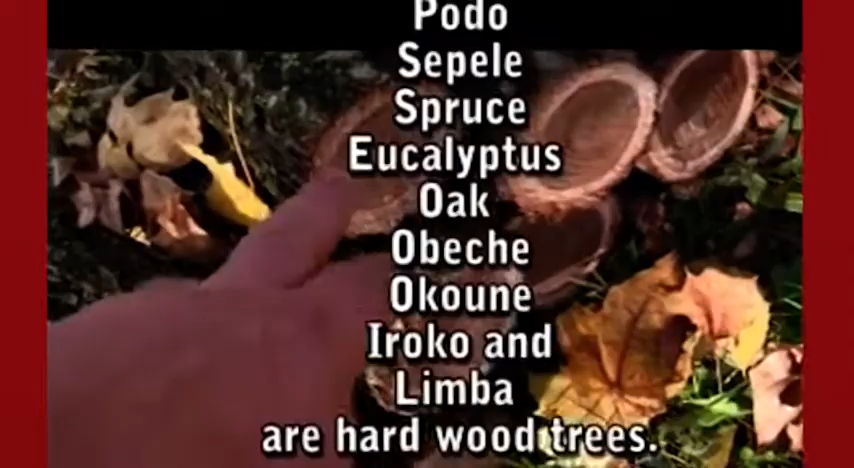 Podo
Sepele
Spruce
Eucalyptus
Oak
Obeche
Okoune
Iroko and
Limba
are hard wood trees.